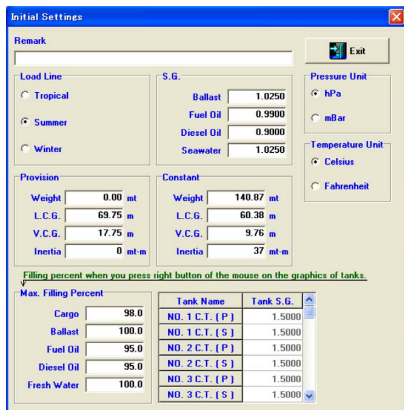 Initial Settings
Remark
Exit
Load Line
Tropical
Summer
Winter
S.G.
Ballast 1.0250
Fuel Oil 0.9900
Diesel Oil 0.9000
Seawater 1.0250
Pressure Unit
hPa
mBar
Temperature Unit
Celsius
Fahrenheit
Provision
Weight 0.00 mt
L.C.G. 69.75 m
V.C.G. 17.75 m
Inertia 0 mt-m
Constant
Weight 140.87 mt
L.C.G. 60.38 m
V.C.G. 9.76 m
Inertia 37 mt-m
Filling percent when you press right button of the mouse on the graphics of tanks.
Max. Filling Percent
Cargo 98.0
Ballast 100.0
Fuel Oil 95.0
Diesel Oil 95.0
Fresh Water 100.0
Tank Name Tank S.G.
NO. 1 C.T. ( P ) 1.5000
NO. 1 C.T. ( S ) 1.5000
NO. 2 C.T. ( P ) 1.5000
NO. 2 C.T. ( S ) 1.5000
NO. 3 C.T. ( P ) 1.5000
NO. 3 C.T. ( S ) 1.5000